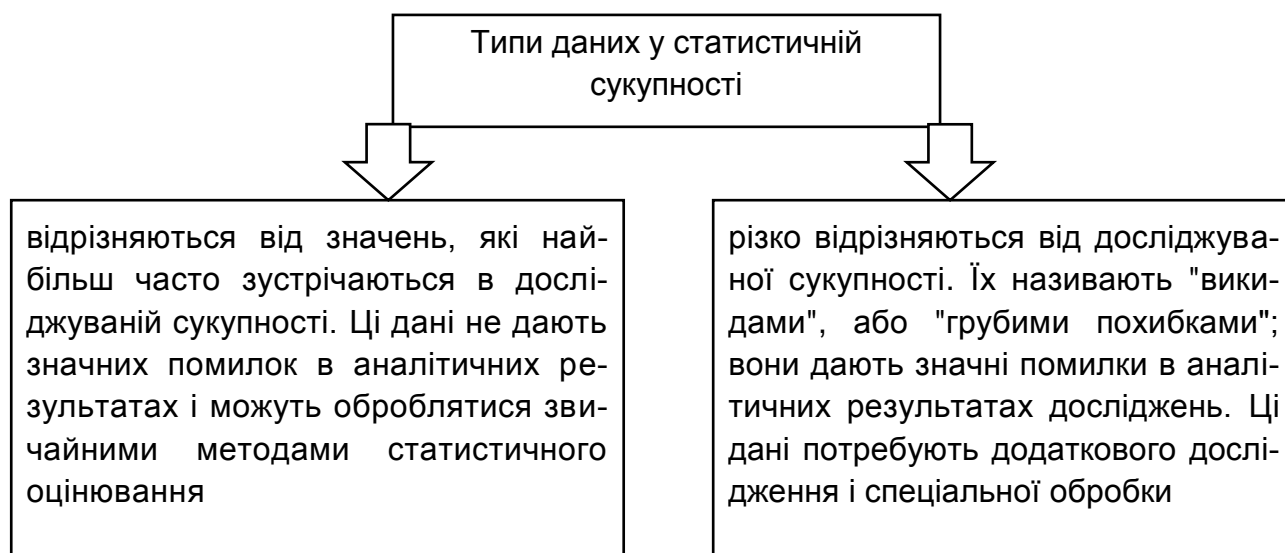 Типи даних у статистичній
сукупності
відрізняються від значень, які най-
більш часто зустрічаються в дослі-
джуваній сукупності. Ці дані не дають
значних помилок в аналітичних ре-
зультатах і можуть оброблятися зви-
чайними методами статистичного
оцінювання
різко відрізняються від досліджува-
ної сукупності. Їх називають "вики-
дами", або "грубими похибками";
вони дають значні помилки в аналі-
тичних результатах досліджень. Ці
дані потребують додаткового дослі-
дження і спеціальної обробки